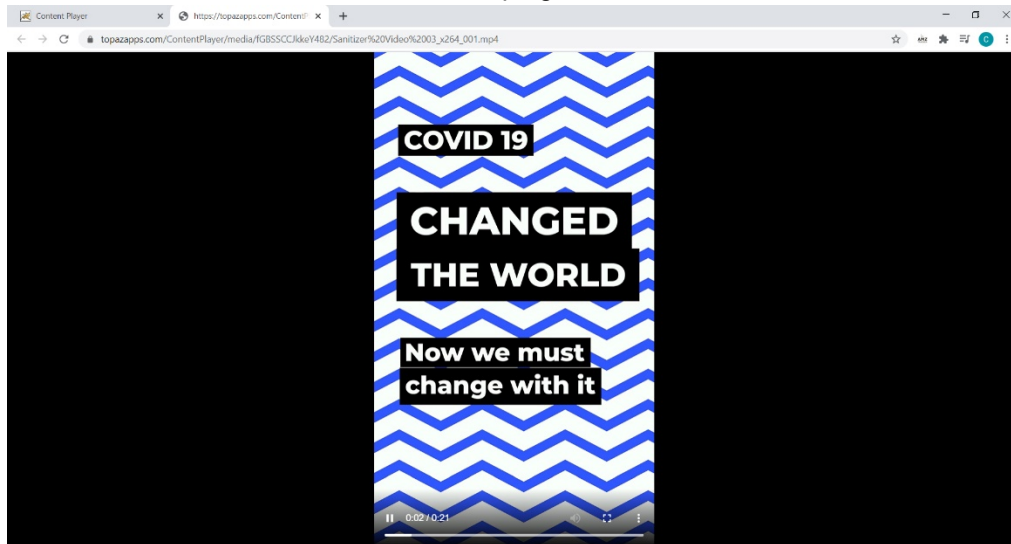 Content Player
https://topazapps.com/ContentP
topazapps.com/ContentPlayer/media/fGBSSCCJkkeY482/Sanitizer%20Video%2003_x264_001.mp4
COVID 19
CHANGED
THE WORLD
Now we must
change with it
0:02 / 0:21